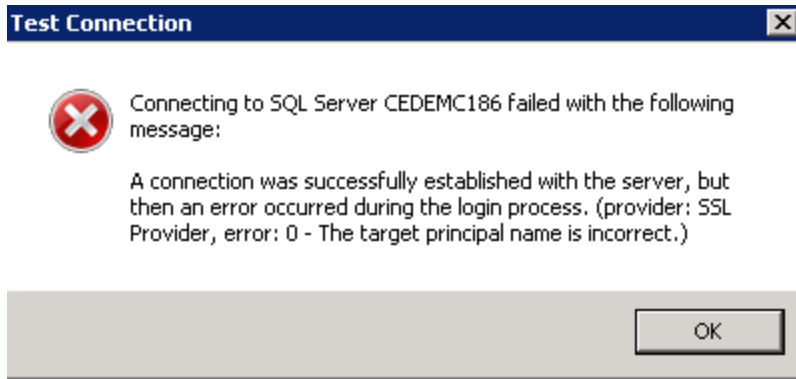 Test Connection
Connecting to SQL Server CEDEMC186 failed with the following
message:
A connection was successfully established with the server, but
then an error occurred during the login process. (provider: SSL
Provider, error: 0 - The target principal name is incorrect.)
OK